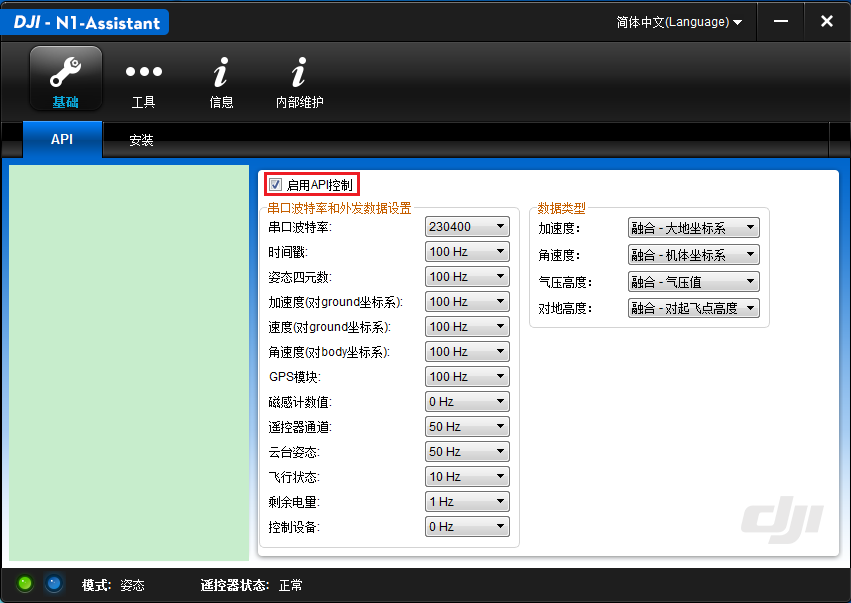 DJI - N1-Assistant
简体中文(Language)
基础
工具
信息
内部维护
API
安装
启用API控制
串口波特率和外发数据设置
串口波特率: 230400
时间戳: 100 Hz
姿态四元数: 100 Hz
加速度(对ground坐标系): 100 Hz
速度(对ground坐标系): 100 Hz
角速度(对body坐标系): 100 Hz
GPS模块: 100 Hz
磁感计数值: 0 Hz
遥控器通道: 50 Hz
云台姿态: 50 Hz
飞行状态: 10 Hz
剩余电量: 1 Hz
控制设备: 0 Hz
数据类型
加速度: 融合 - 大地坐标系
角速度: 融合 - 机体坐标系
气压高度: 融合 - 气压值
对地高度: 融合 - 对起飞点高度
dji
模式: 姿态 遥控器状态: 正常